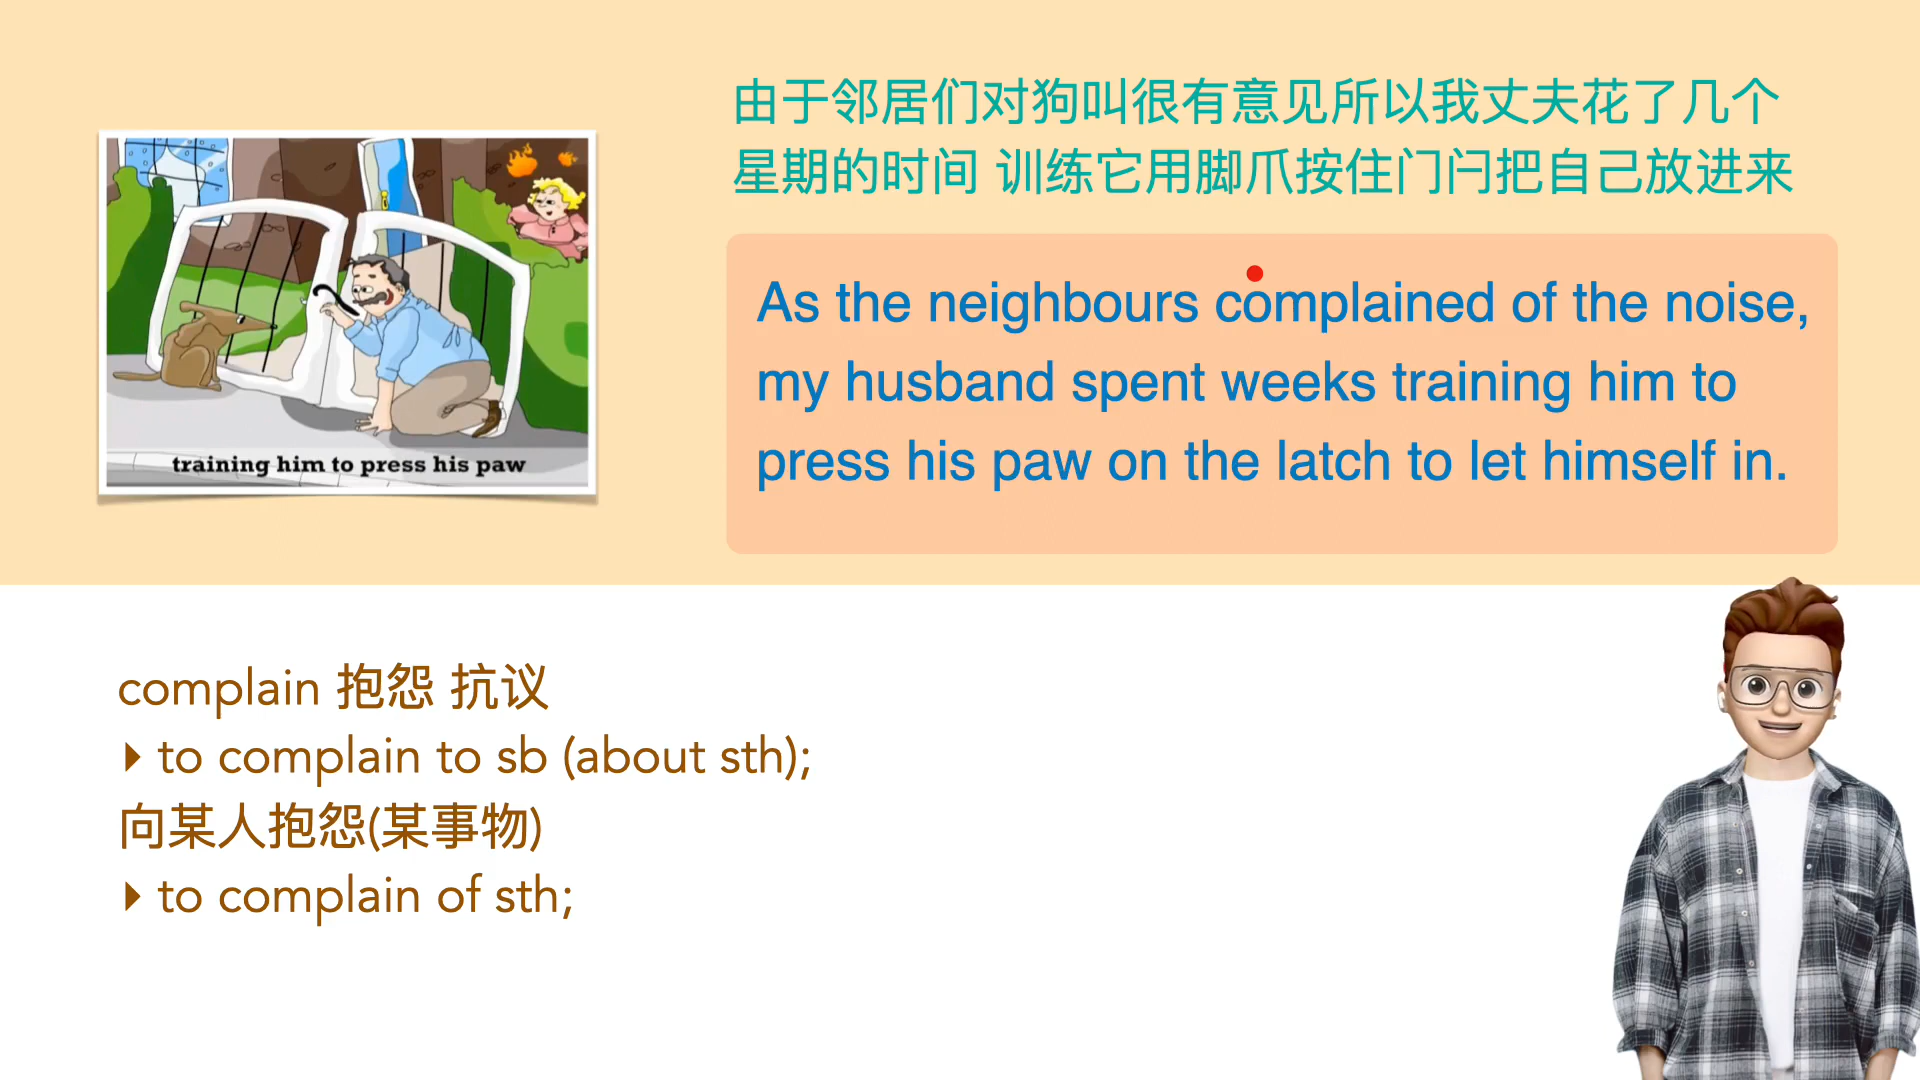 由于邻居们对狗叫很有意见所以我丈夫花了几个
星期的时间 训练它用脚爪按住门闩把自己放进来
As the neighbours complained of the noise,
my husband spent weeks training him to
press his paw on the latch to let himself in.
training him to press his paw
complain 抱怨 抗议
▸ to complain to sb (about sth);
向某人抱怨(某事物)
▸ to complain of sth;